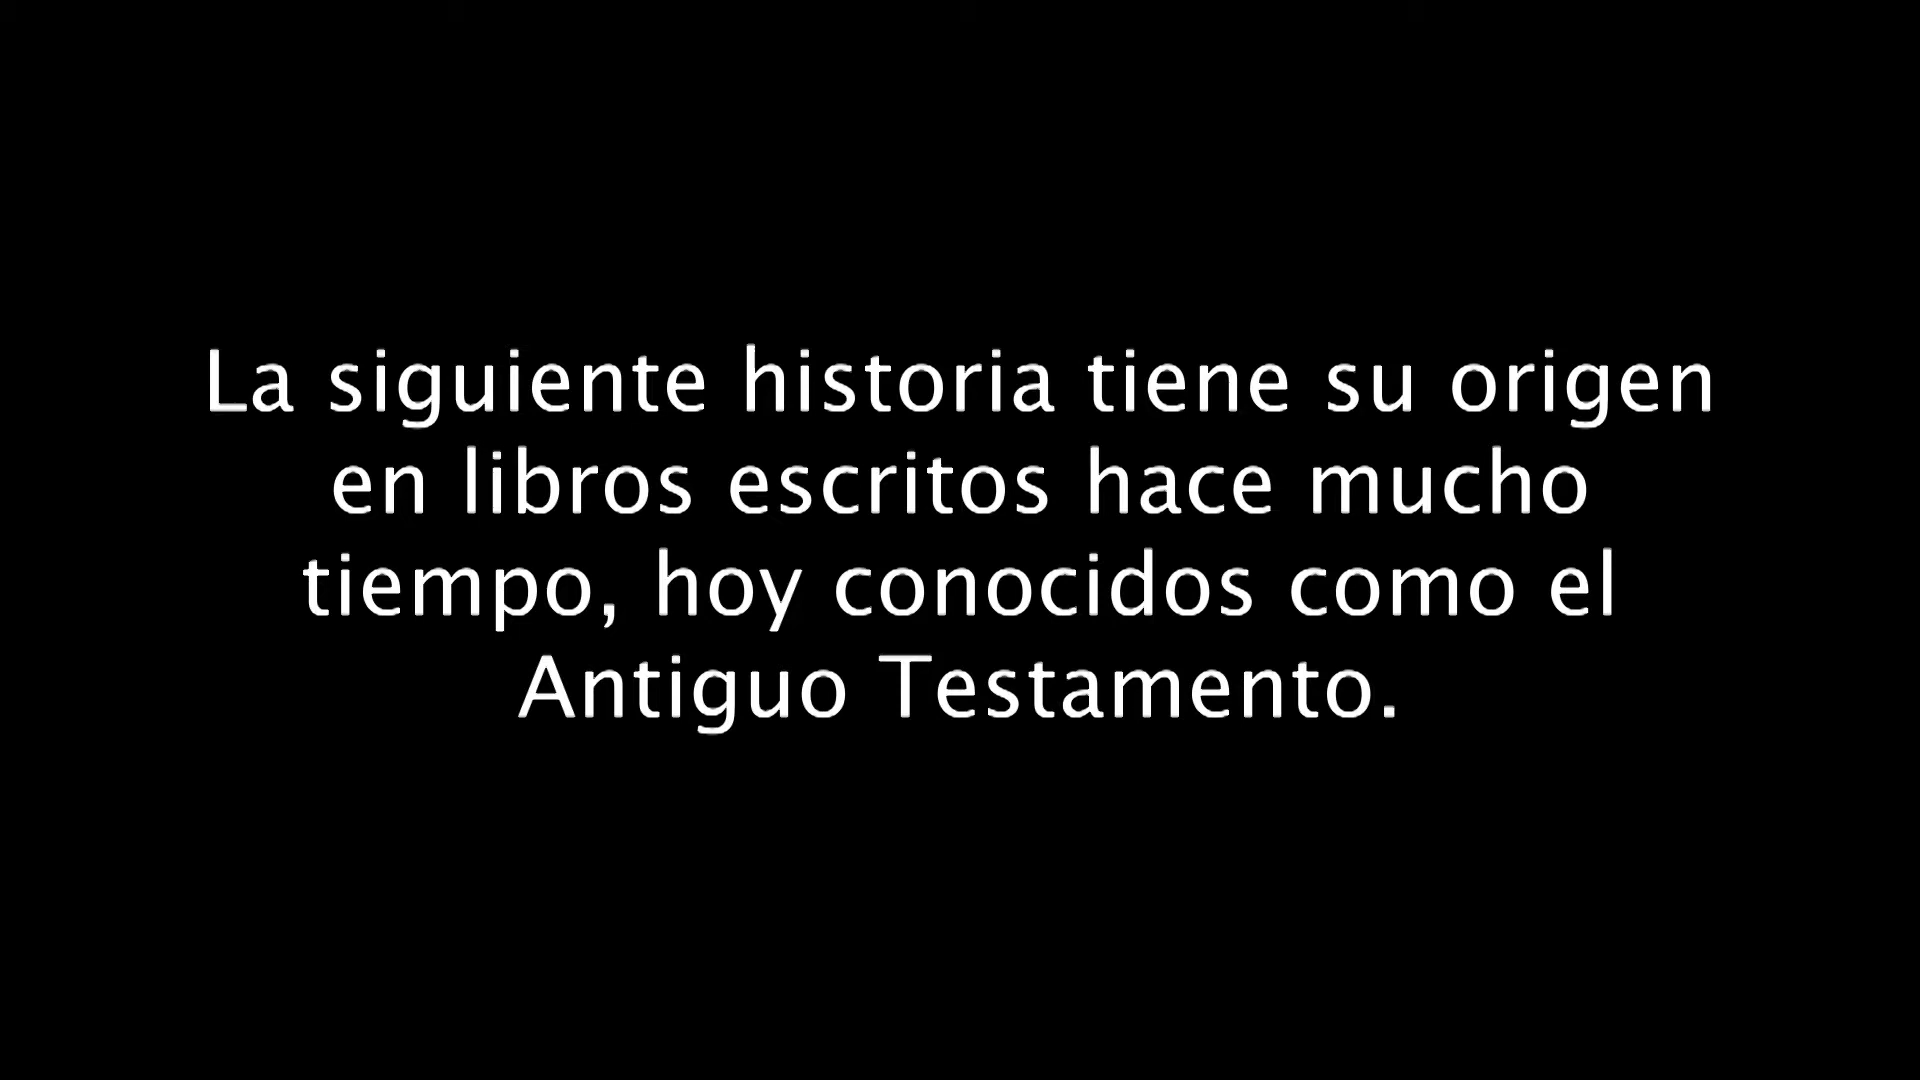 La siguiente historia tiene su origen
en libros escritos hace mucho
tiempo, hoy conocidos como el
Antiguo Testamento.